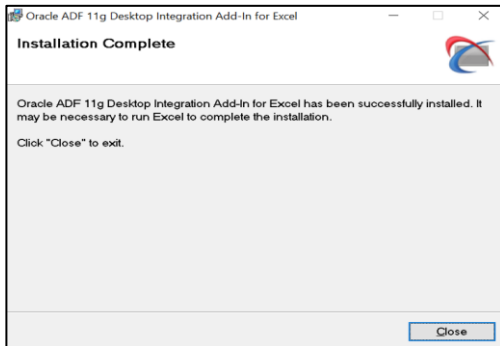 Oracle ADF 11g Desktop Integration Add-In for Excel
Installation Complete
Oracle ADF 11g Desktop Integration Add-In for Excel has been successfully installed. It
may be necessary to run Excel to complete the installation.
Click "Close" to exit.
Close